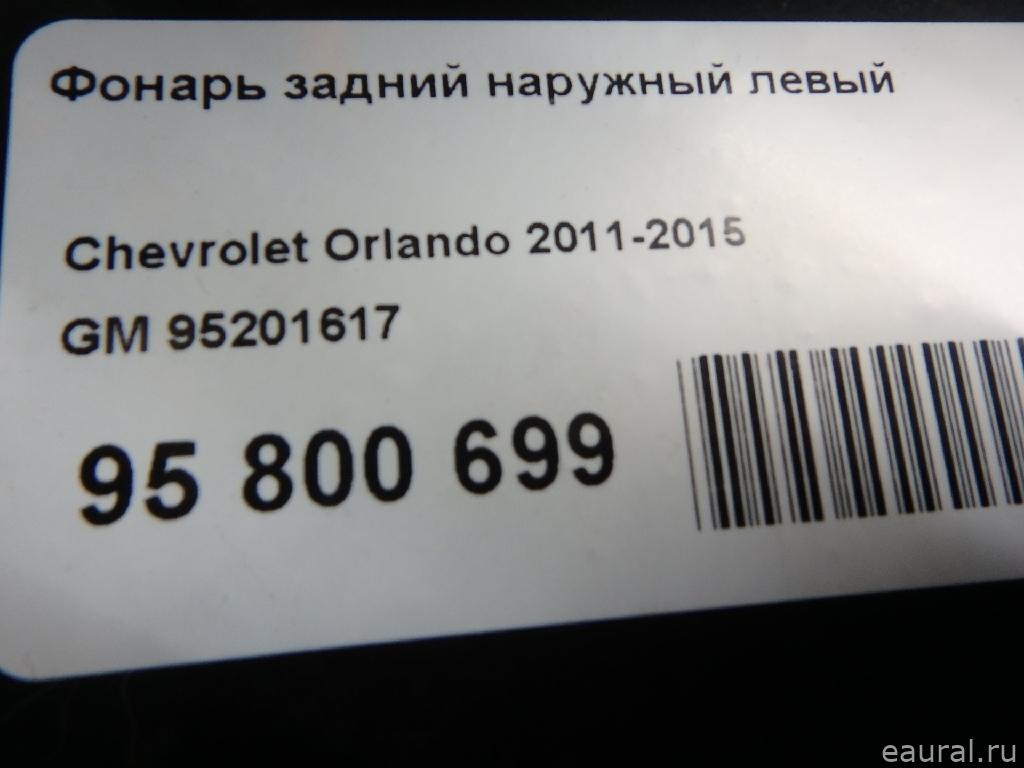 Фонарь задний наружный левый
Chevrolet Orlando 2011-2015
GM 95201617
95 800 699
eaural.ru